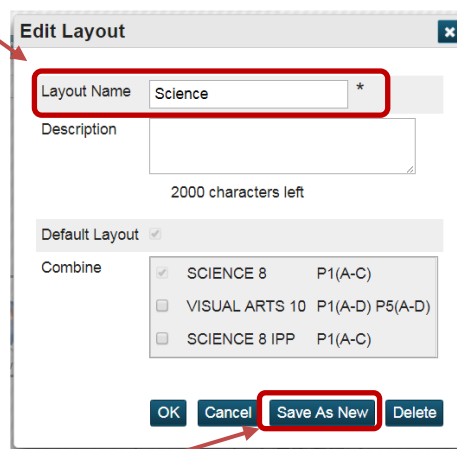 Edit Layout
Layout Name Science *
Description
2000 characters left
Default Layout
Combine
SCIENCE 8 P1(A-C)
VISUAL ARTS 10 P1(A-D) P5(A-D)
SCIENCE 8 IPP P1(A-C)
OK Cancel Save As New Delete